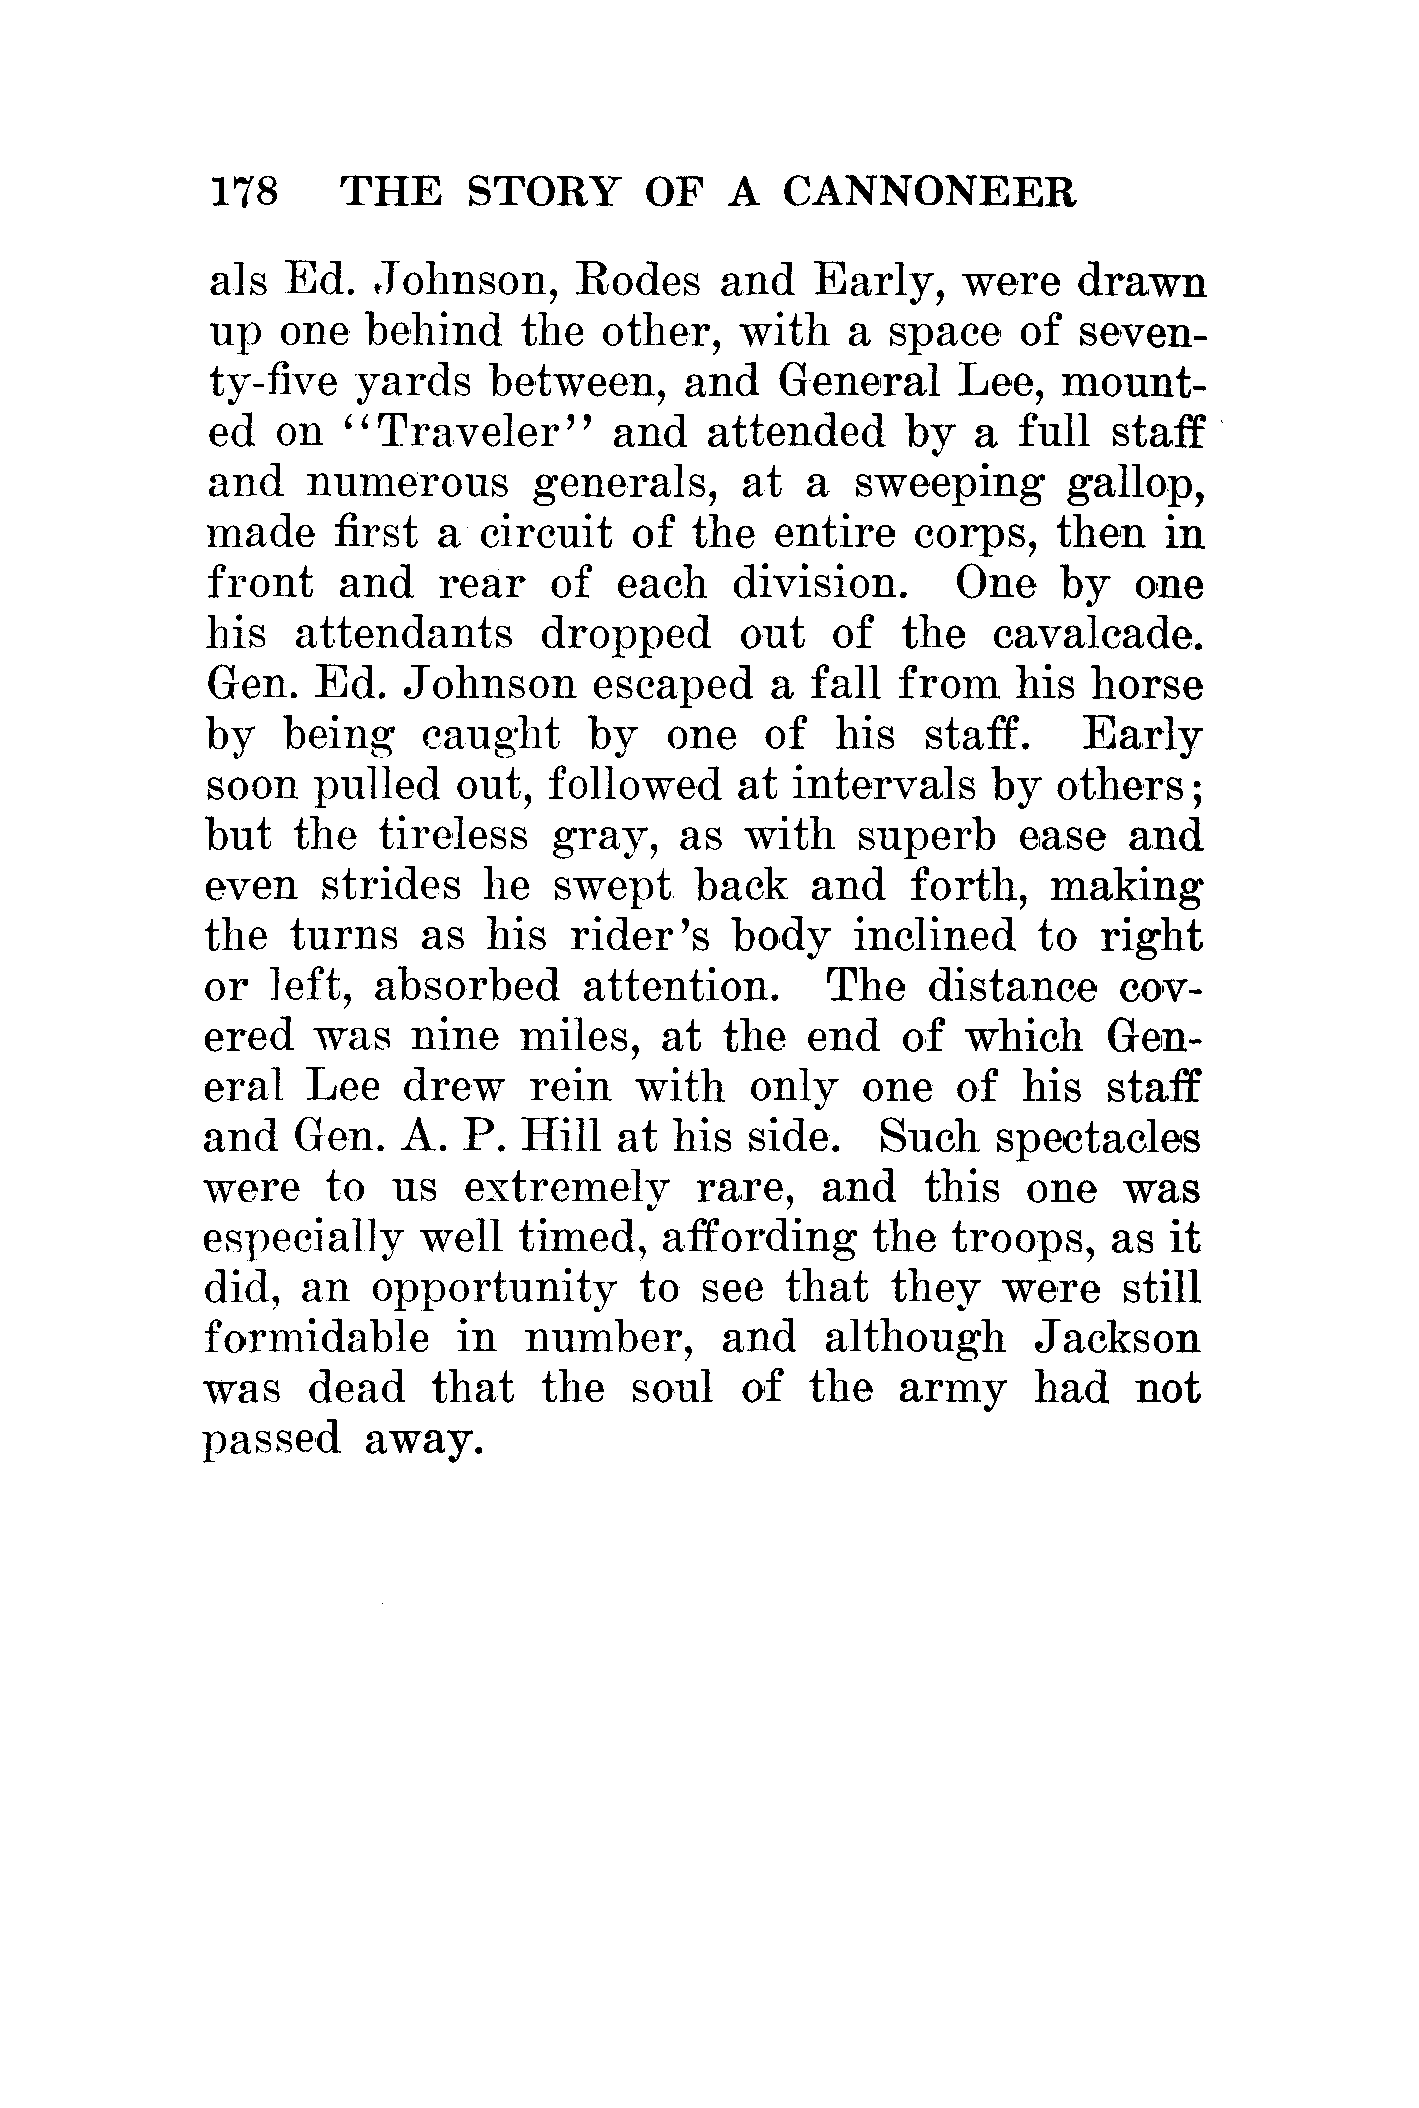 178 THE STORY OF A CANNONEER
als Ed. Johnson, Rodes and Early, were drawn
up one behind the other, with a space of seven-
ty-five yards between, and General Lee, mount-
ed on “Traveler” and attended by a full staff
and numerous generals, at a sweeping gallop,
made first a circuit of the entire corps, then in
front and rear of each division. One by one
his attendants dropped out of the cavalcade.
Gen. Ed. Johnson escaped a fall from his horse
by being caught by one of his staff. Early
soon pulled out, followed at intervals by others;
but the tireless gray, as with superb ease and
even strides he swept back and forth, making
the turns as his rider’s body inclined to right
or left, absorbed attention. The distance cov-
ered was nine miles, at the end of which Gen-
eral Lee drew rein with only one of his staff
and Gen. A. P. Hill at his side. Such spectacles
were to us extremely rare, and this one was
especially well timed, affording the troops, as it
did, an opportunity to see that they were still
formidable in number, and although Jackson
was dead that the soul of the army had not
passed away.